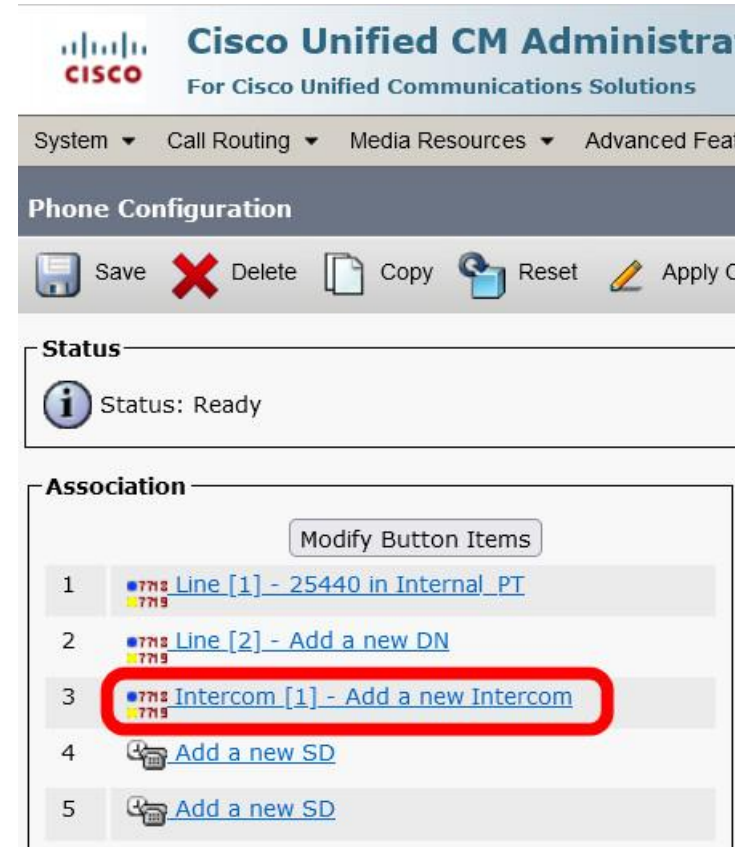 CISCO
Cisco Unified CM Administra
For Cisco Unified Communications Solutions
System Call Routing Media Resources Advanced Feat
Phone Configuration
Save Delete Copy Reset Apply C
Status
Status: Ready
Association
Modify Button Items
1 Line [1] - 25440 in Internal_PT
2 Line [2] - Add a new DN
3 Intercom [1] - Add a new Intercom
4 Add a new SD
5 Add a new SD